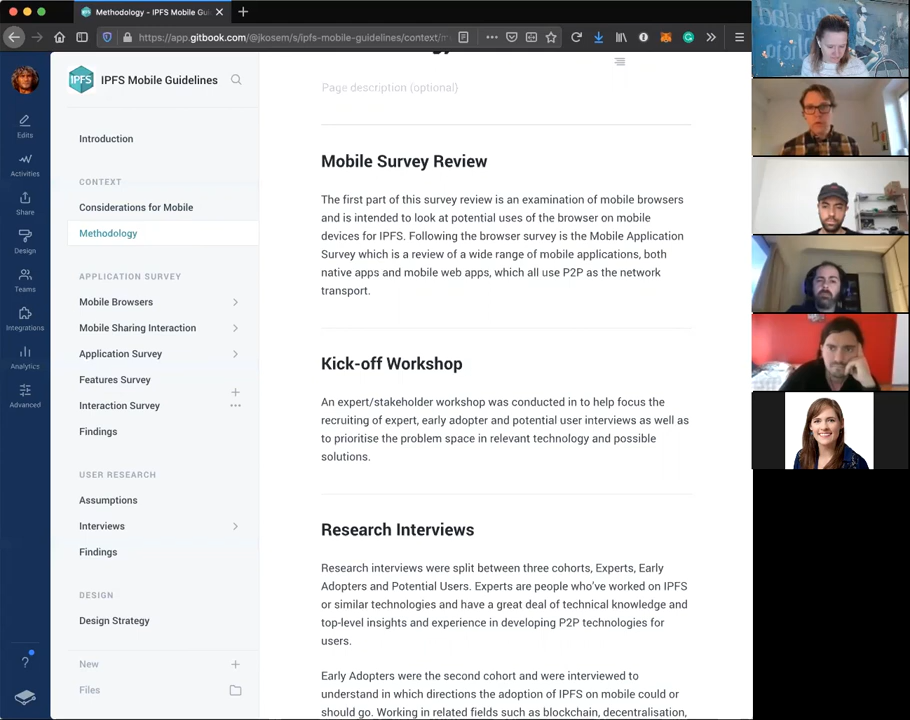 Methodology - IPFS Mobile Gui
https://app.gitbook.com/@jkosem/s/ipfs-mobile-guidelines/context/m
IPFS
IPFS Mobile Guidelines
Edits
Activities
Share
Design
Teams
Integrations
Analytics
Advanced
Introduction
CONTEXT
Considerations for Mobile
Methodology
APPLICATION SURVEY
Mobile Browsers
Mobile Sharing Interaction
Application Survey
Features Survey
Interaction Survey
Findings
USER RESEARCH
Assumptions
Interviews
Findings
DESIGN
Design Strategy
New
Files
Page description (optional)
Mobile Survey Review
The first part of this survey review is an examination of mobile browsers
and is intended to look at potential uses of the browser on mobile
devices for IPFS. Following the browser survey is the Mobile Application
Survey which is a review of a wide range of mobile applications, both
native apps and mobile web apps, which all use P2P as the network
transport.
Kick-off Workshop
An expert/stakeholder workshop was conducted in to help focus the
recruiting of expert, early adopter and potential user interviews as well as
to prioritise the problem space in relevant technology and possible
solutions.
Research Interviews
Research interviews were split between three cohorts, Experts, Early
Adopters and Potential Users. Experts are people who've worked on IPFS
or similar technologies and have a great deal of technical knowledge and
top-level insights and experience in developing P2P technologies for
users.
Early Adopters were the second cohort and were interviewed to
understand in which directions the adoption of IPFS on mobile could or
should go. Working in related fields such as blockchain, decentralisation,
Ciudad